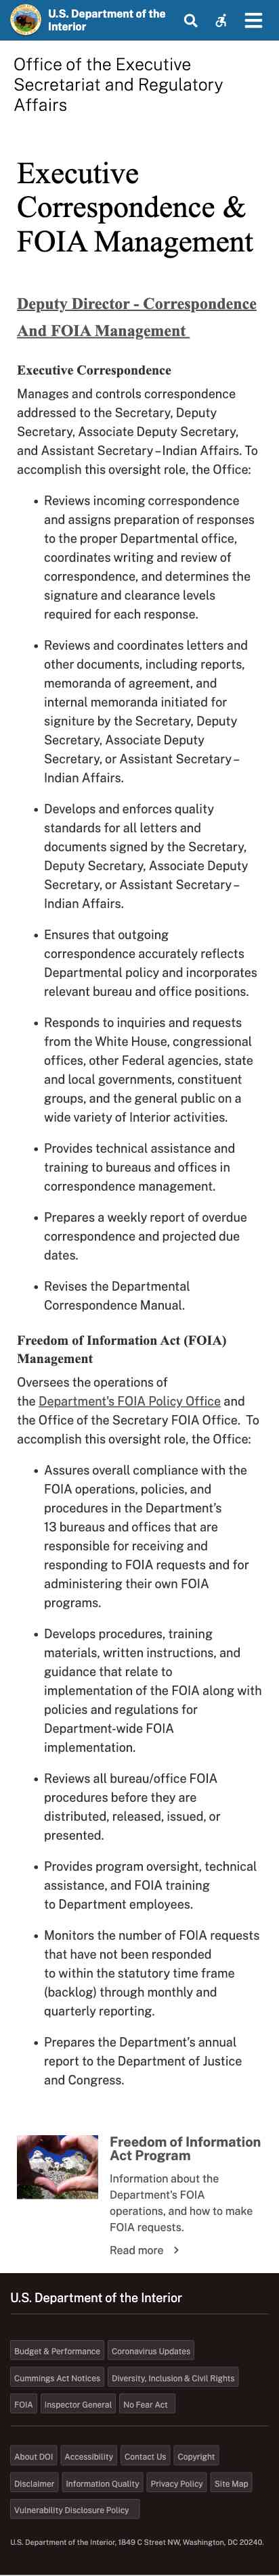 U.S. Department of the
Interior
Office of the Executive
Secretariat and Regulatory
Affairs
Executive
Correspondence &
FOIA Management
Deputy Director - Correspondence
And FOIA Management
Executive Correspondence
Manages and controls correspondence
addressed to the Secretary, Deputy
Secretary, Associate Deputy Secretary,
and Assistant Secretary – Indian Affairs. To
accomplish this oversight role, the Office:
• Reviews incoming correspondence
and assigns preparation of responses
to the proper Departmental office,
coordinates writing and review of
correspondence, and determines the
signature and clearance levels
required for each response.
• Reviews and coordinates letters and
other documents, including reports,
memoranda of agreement, and
internal memoranda initiated for
signiture by the Secretary, Deputy
Secretary, Associate Deputy
Secretary, or Assistant Secretary –
Indian Affairs.
• Develops and enforces quality
standards for all letters and
documents signed by the Secretary,
Deputy Secretary, Associate Deputy
Secretary, or Assistant Secretary –
Indian Affairs.
• Ensures that outgoing
correspondence accurately reflects
Departmental policy and incorporates
relevant bureau and office positions.
• Responds to inquiries and requests
from the White House, congressional
offices, other Federal agencies, state
and local governments, constituent
groups, and the general public on a
wide variety of Interior activities.
• Provides technical assistance and
training to bureaus and offices in
correspondence management.
• Prepares a weekly report of overdue
correspondence and projected due
dates.
• Revises the Departmental
Correspondence Manual.
Freedom of Information Act (FOIA)
Management
Oversees the operations of
the Department's FOIA Policy Office and
the Office of the Secretary FOIA Office. To
accomplish this oversight role, the Office:
• Assures overall compliance with the
FOIA operations, policies, and
procedures in the Department's
13 bureaus and offices that are
responsible for receiving and
responding to FOIA requests and for
administering their own FOIA
programs.
• Develops procedures, training
materials, written instructions, and
guidance that relate to
implementation of the FOIA along with
policies and regulations for
Department-wide FOIA
implementation.
• Reviews all bureau/office FOIA
procedures before they are
distributed, released, issued, or
presented.
• Provides program oversight, technical
assistance, and FOIA training
to Department employees.
• Monitors the number of FOIA requests
that have not been responded
to within the statutory time frame
(backlog) through monthly and
quarterly reporting.
• Prepares the Department's annual
report to the Department of Justice
and Congress.
Freedom of Information
Act Program
Information about the
Department's FOIA
operations, and how to make
FOIA requests.
Read more >
U.S. Department of the Interior
Budget & Performance Coronavirus Updates
Cummings Act Notices Diversity, Inclusion & Civil Rights
FOIA Inspector General No Fear Act
About DOI Accessibility Contact Us Copyright
Disclaimer Information Quality Privacy Policy Site Map
Vulnerability Disclosure Policy
U.S. Department of the Interior, 1849 C Street NW, Washington, DC 20240.